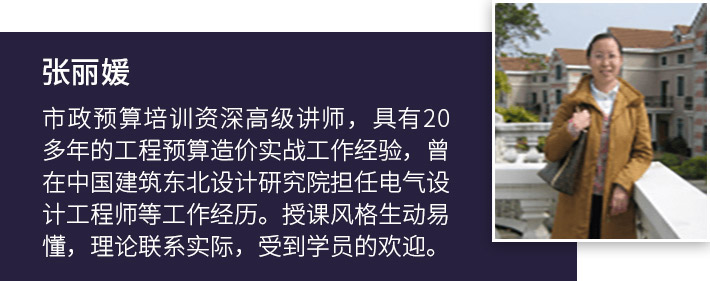 张丽媛
市政预算培训资深高级讲师，具有20
多年的工程预算造价实战工作经验，曾
在中国建筑东北设计研究院担任电气设
计工程师等工作经历。授课风格生动易
懂，理论联系实际，受到学员的欢迎。